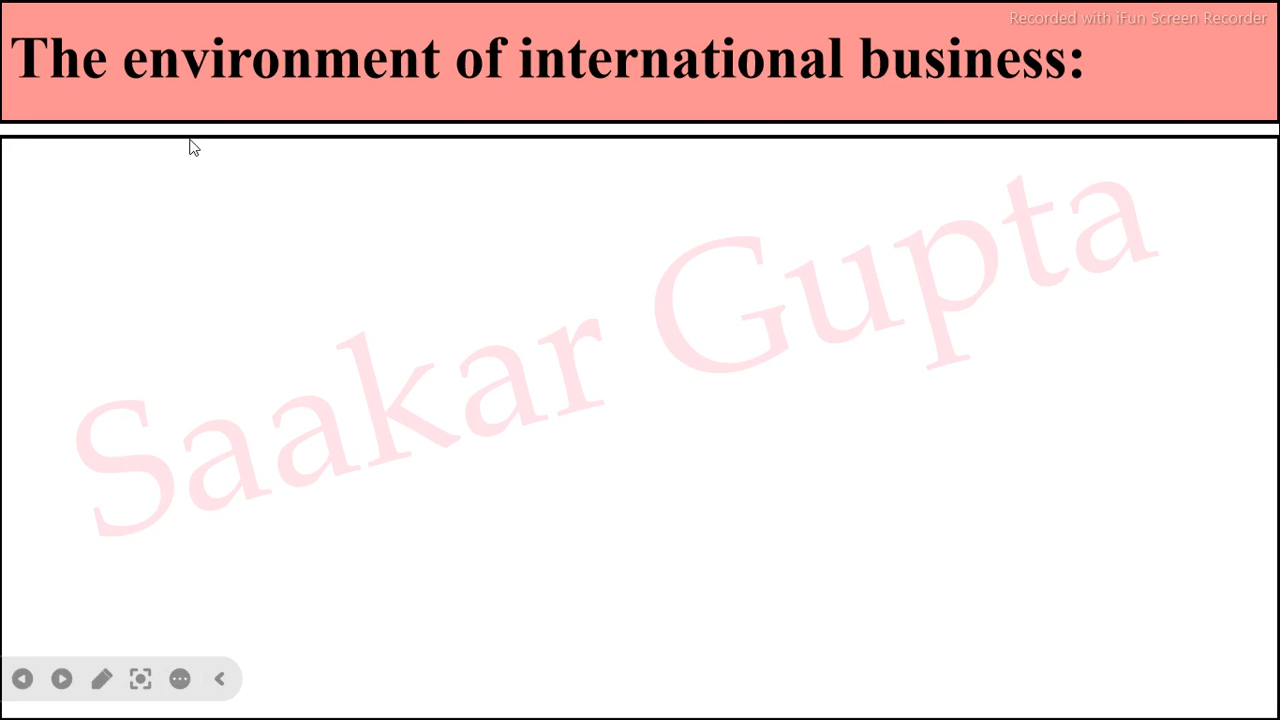 Recorded with iFun Screen Recorder
The environment of international business:
Saakar Gupta